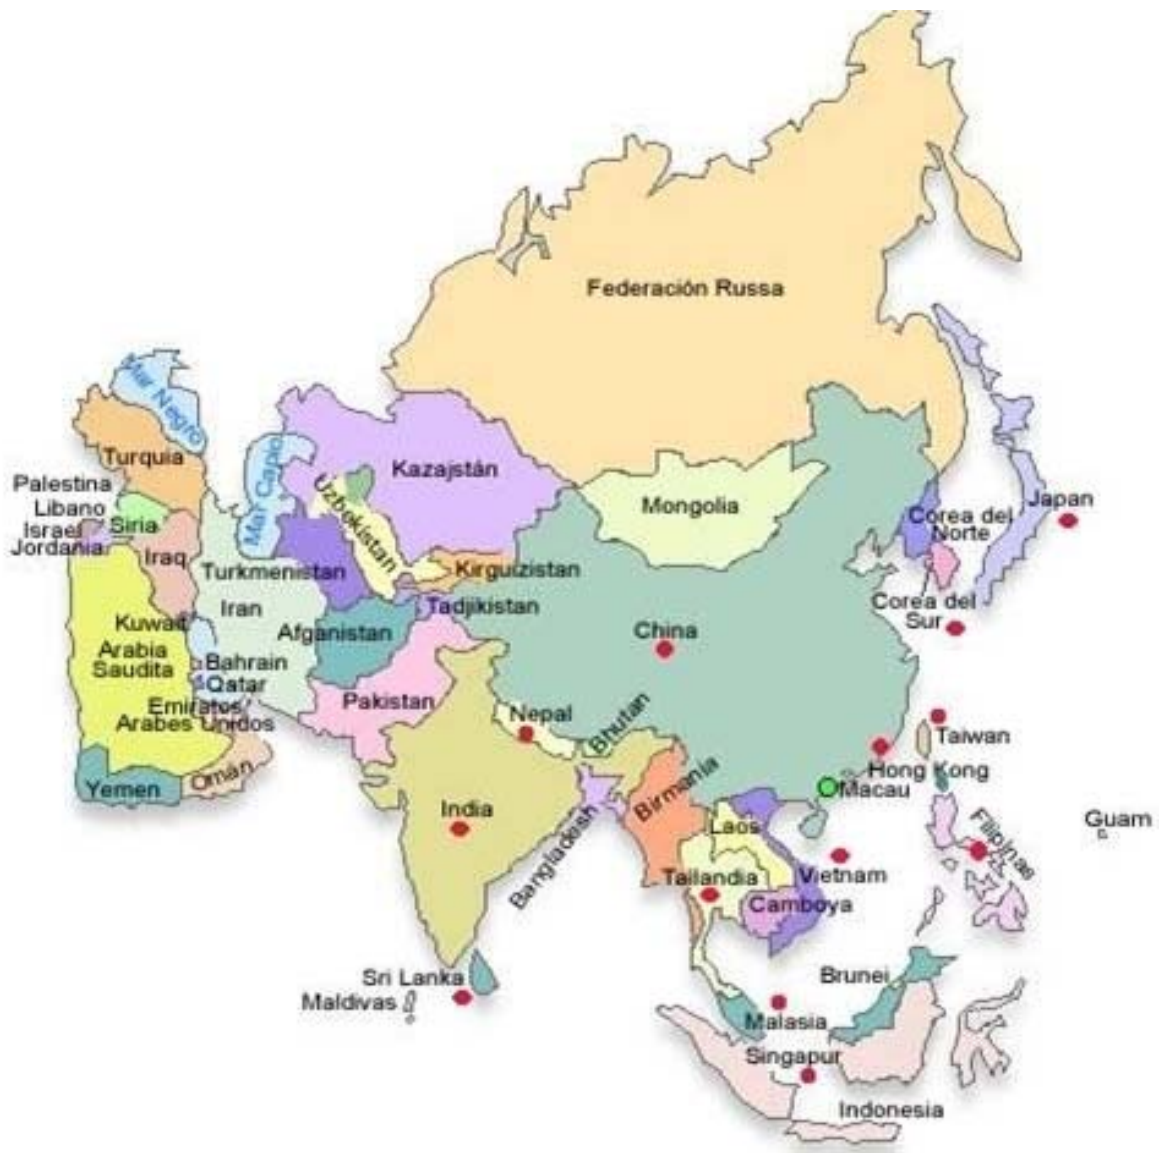 Federación Russa
Mar Negro
Turquia
Mar Capio
Kazajstán
Uzbokistan
Mongolia
Palestina
Libano
Israel
Siria
Jordania
Iraq
Turkmenistan
Kirguizistan
Corea del
Norte
Japan
Kuwait
Iran
Afganistan
Tadjikistan
China
Corea del
Sur
Arabia
Saudita
Bahrain
Qatar
Emiratos
Arabes Unidos
Pakistan
Nepal
Bhutan
Taiwan
Yemen
Omán
India
Bangladesh
Birmania
Hong Kong
Macau
Laos
Filipinas
Guam
Tailandia
Vietnam
Camboya
Sri Lanka
Maldivas
Brunei
Malasia
Singapur
Indonesia